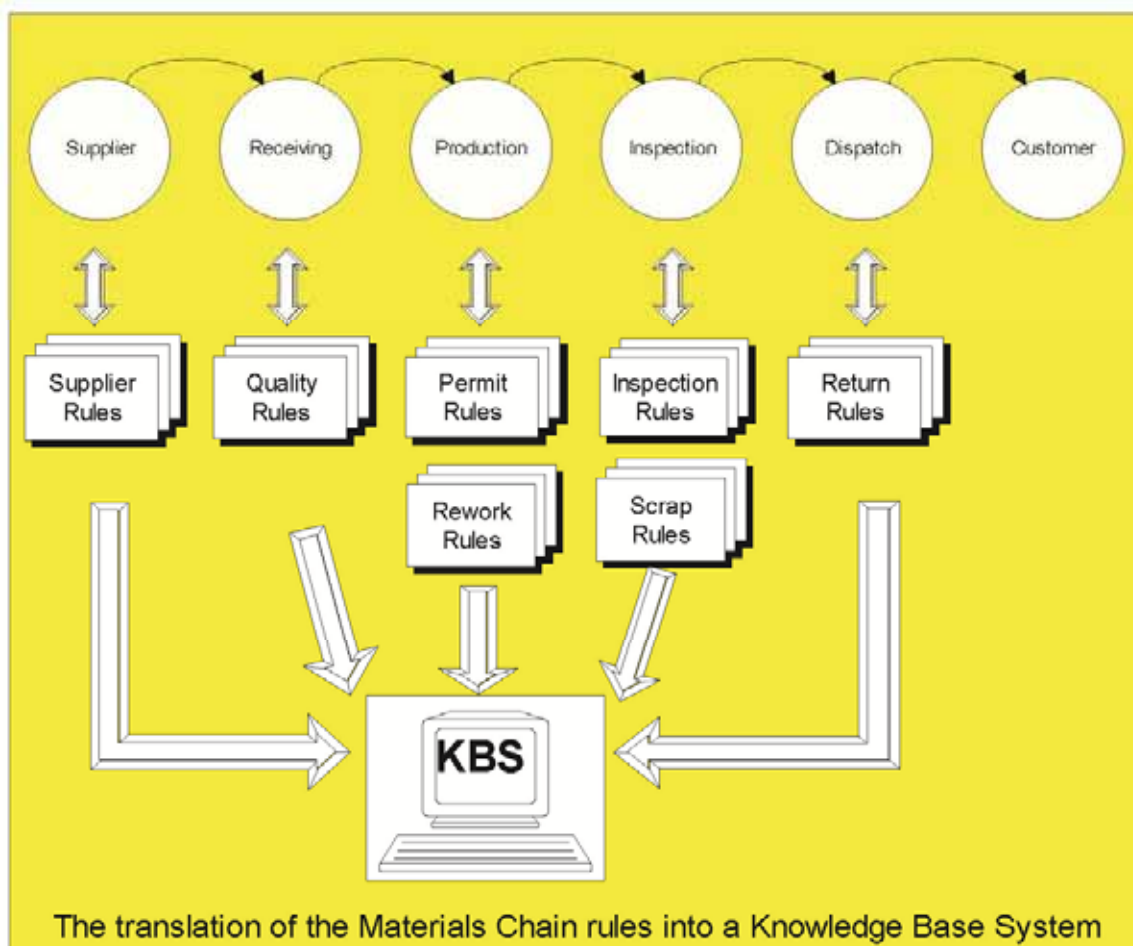 Supplier
Receiving
Production
Inspection
Dispatch
Customer
Supplier
Rules
Quality
Rules
Permit
Rules
Inspection
Rules
Return
Rules
Rework
Rules
Scrap
Rules
KBS
The translation of the Materials Chain rules into a Knowledge Base System